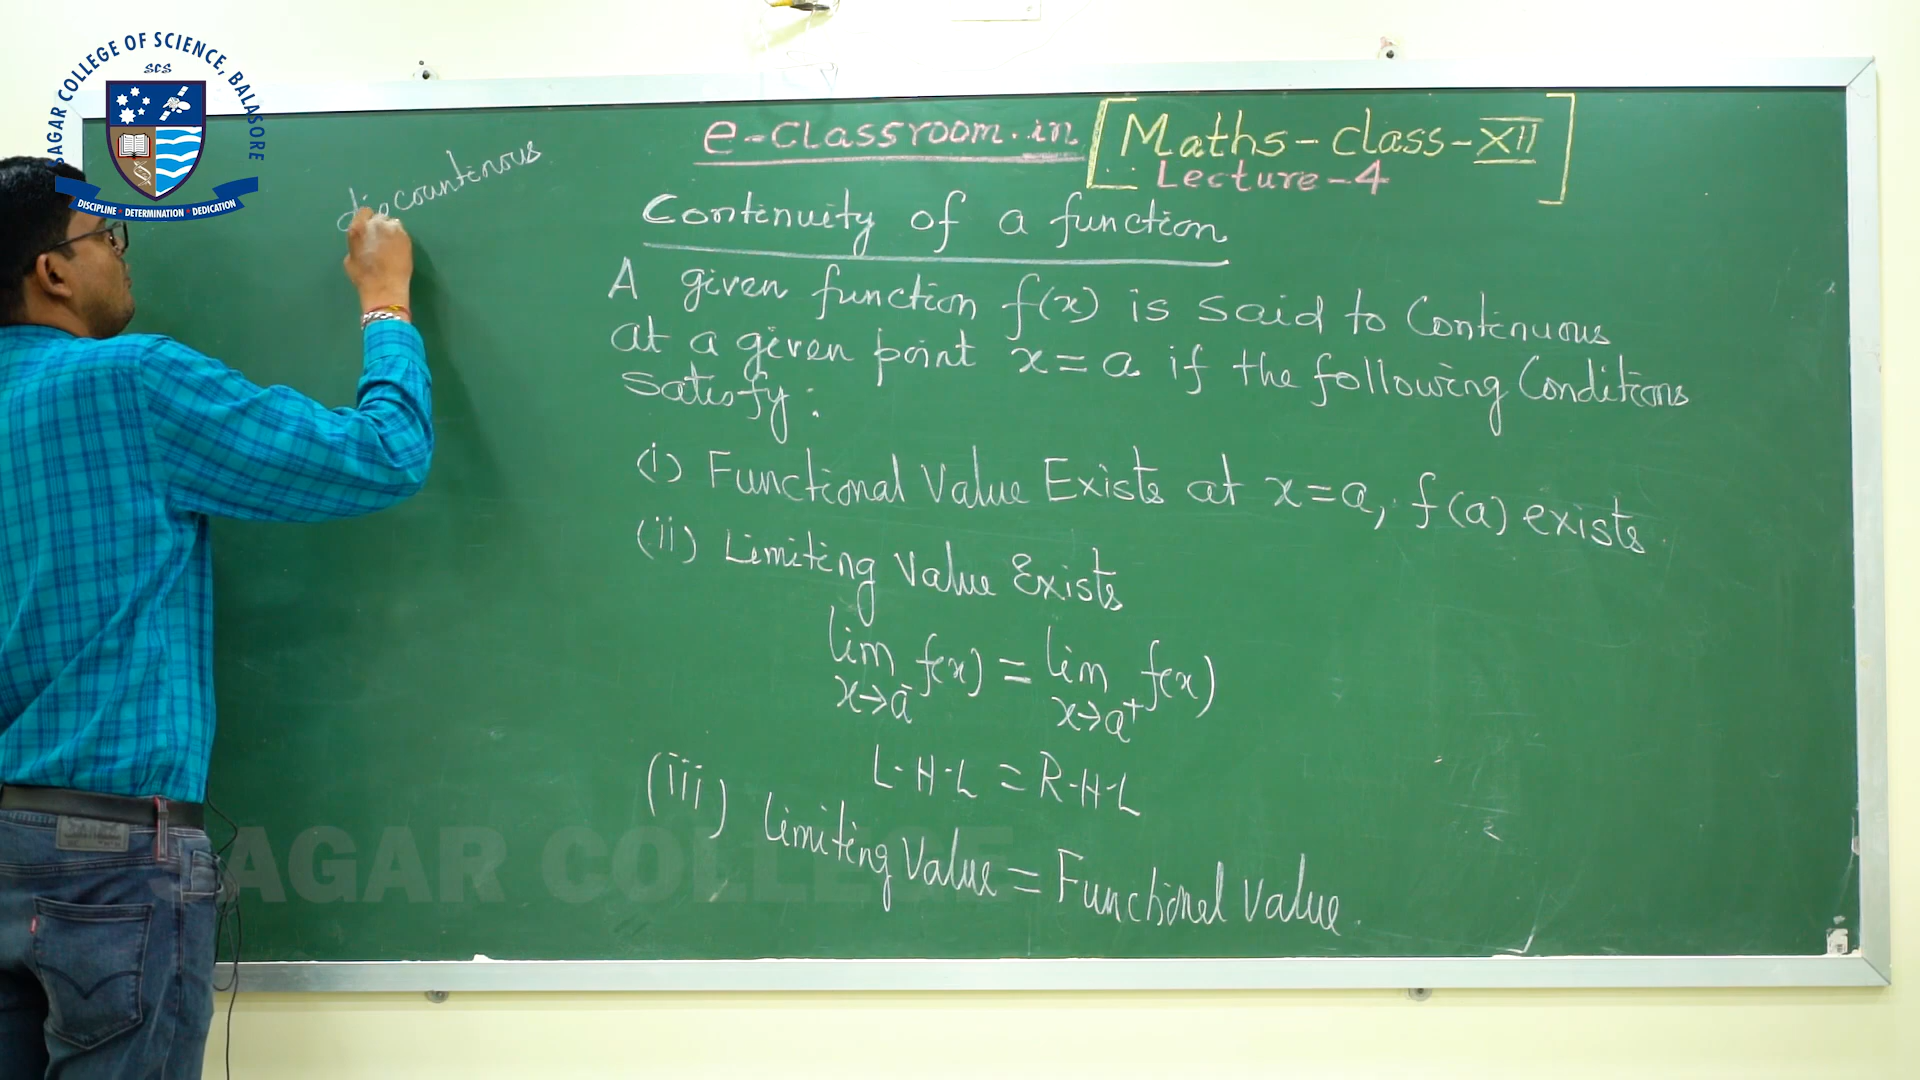 SAGAR COLLEGE OF SCIENCE, BALASORE
SCS
DISCIPLINE • DETERMINATION • DEDICATION
discountinous
e-classroom.in
Maths-class-XII
Lecture-4
Continuity of a function
A given function f(x) is said to Continuous
at a given point x=a if the following Conditions
satisfy:
(i) Functional Value Exists at x=a, f(a) exists
(ii) Limiting Value Exists
lim f(x) = lim f(x)
x→a⁻ x→a⁺
L.H.L = R.H.L
(iii) Limiting Value = Functional Value.
SAGAR COLLEGE